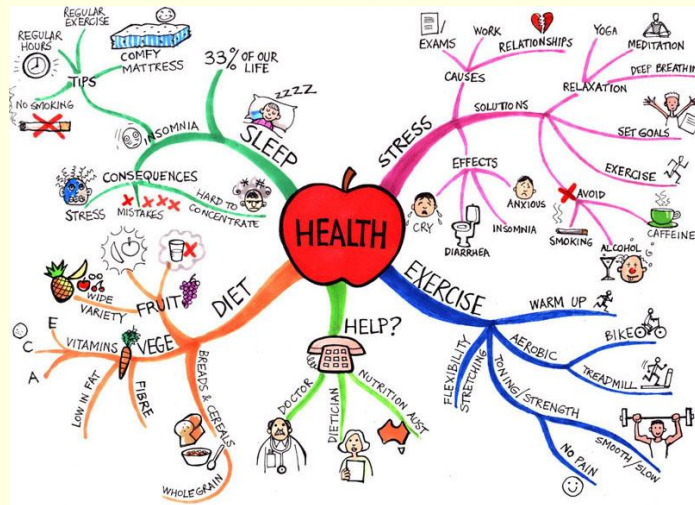 HEALTH
SLEEP
33% OF OUR
LIFE
ZZZZ
INSOMNIA
TIPS
REGULAR
EXERCISE
REGULAR
HOURS
COMFY
MATTRESS
NO SMOKING
CONSEQUENCES
STRESS
MISTAKES
HARD TO
CONCENTRATE
STRESS
CAUSES
EXAMS
WORK
RELATIONSHIPS
SOLUTIONS
RELAXATION
YOGA
MEDITATION
DEEP BREATHIN
SET GOALS
EXERCISE
AVOID
SMOKING
ALCOHOL
CAFFEINE
EFFECTS
CRY
DIARRHEA
INSOMNIA
ANXIOUS
DIET
FRUIT
WIDE
VARIETY
VEGE
VITAMINS
E
C
A
LOW IN FAT
FIBRE
BREADS & CEREALS
WHOLEGRAIN
HELP?
DOCTOR
DIETICIAN
NUTRITION AUST
EXERCISE
WARM UP
AEROBIC
BIKE
TREADMILL
TONING/STRENGTH
SMOOTH/SLOW
NO PAIN
FLEXIBILITY
STRETCHING